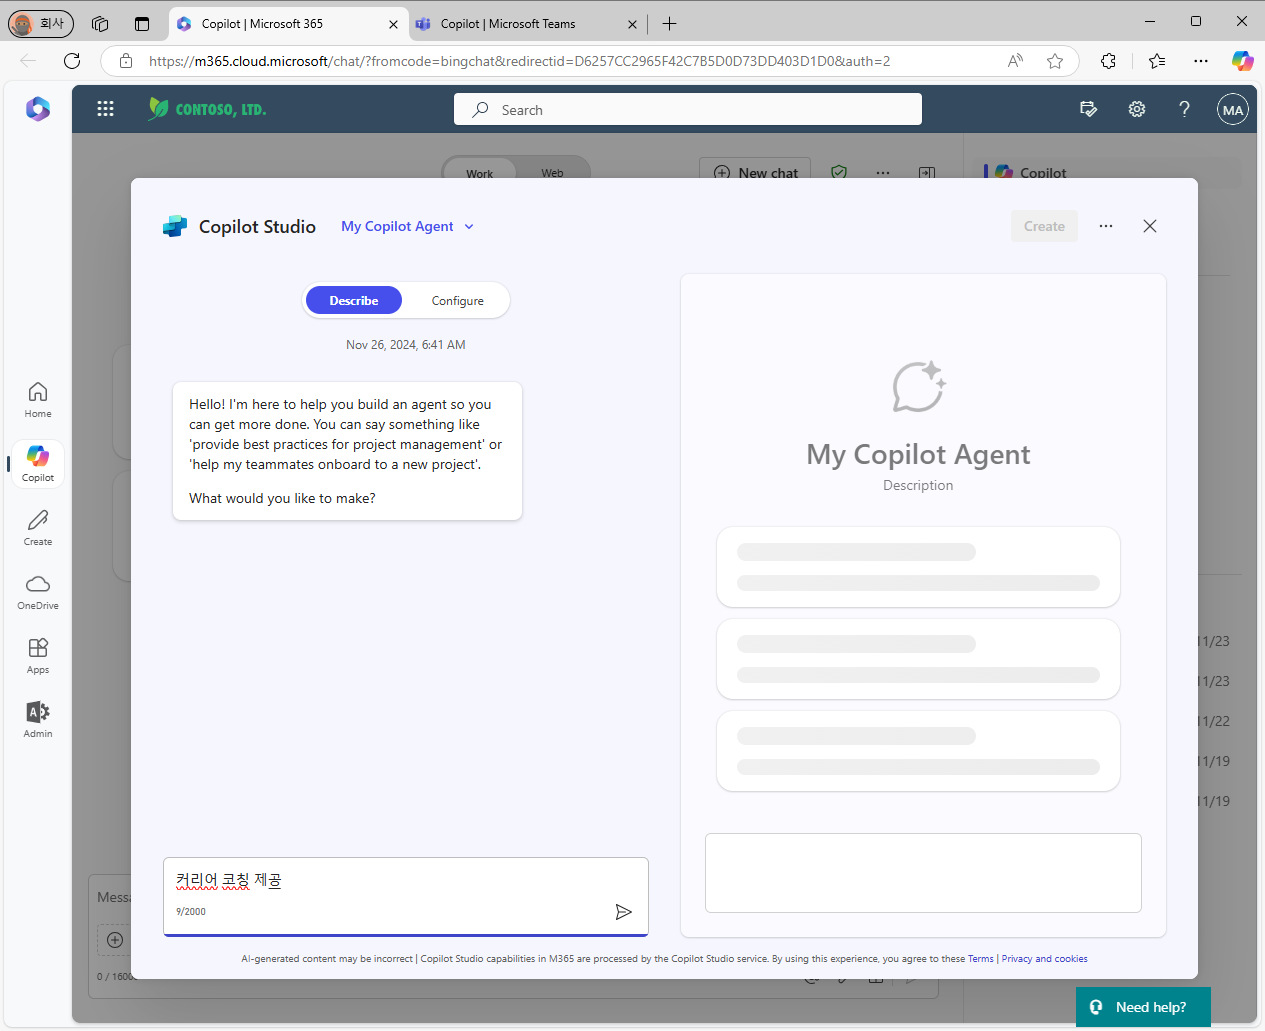 회사
Copilot | Microsoft 365
Copilot | Microsoft Teams
https://m365.cloud.microsoft/chat/?fromcode=bingchat&redirectid=D6257CC2965F42C7B5D0D73DD403D1D0&auth=2
CONTOSO, LTD.
Search
MA
Work
Web
New chat
Copilot
Copilot Studio
My Copilot Agent
Create
Describe
Configure
Nov 26, 2024, 6:41 AM
Hello! I'm here to help you build an agent so you
can get more done. You can say something like
'provide best practices for project management' or
'help my teammates onboard to a new project'.
What would you like to make?
My Copilot Agent
Description
Home
Copilot
Create
OneDrive
Apps
Admin
11/23
11/23
11/22
11/19
11/19
커리어 코칭 제공
9/2000
Messa
0 / 1600
AI-generated content may be incorrect | Copilot Studio capabilities in M365 are processed by the Copilot Studio service. By using this experience, you agree to these Terms | Privacy and cookies
Need help?